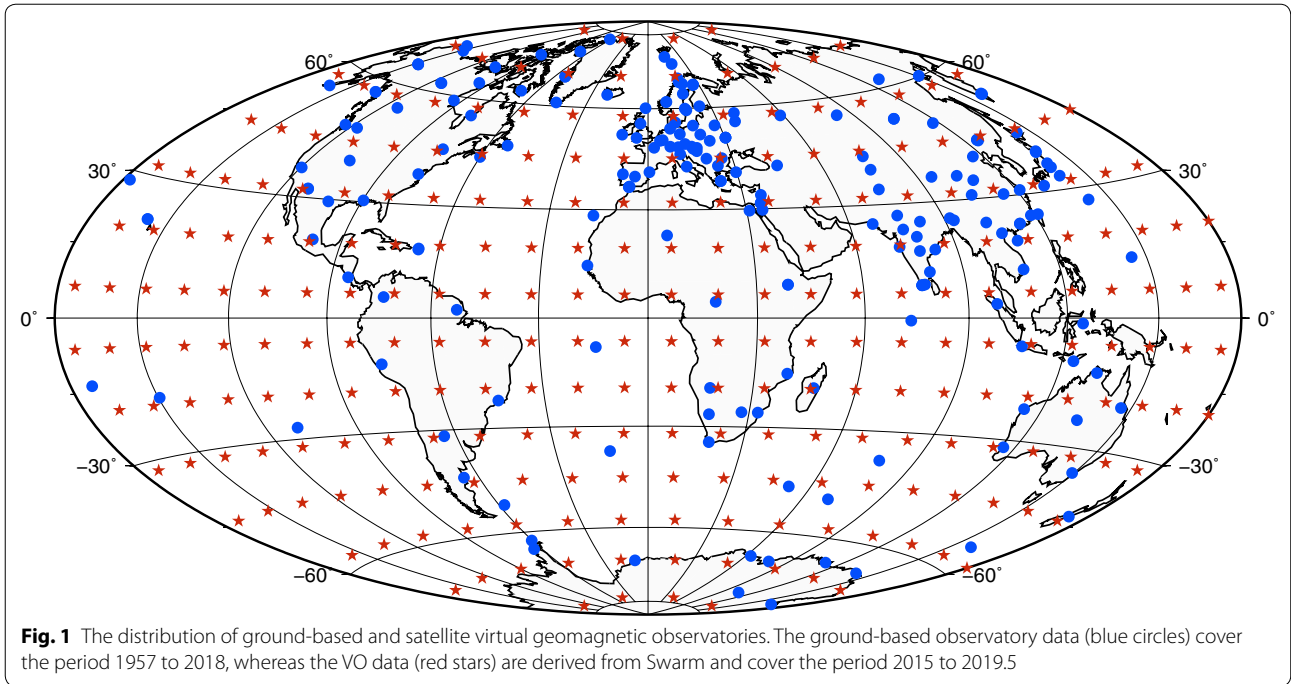 60° 60°
30° 30°
0° 0°
−30° −30°
−60 −60°
Fig. 1 The distribution of ground-based and satellite virtual geomagnetic observatories. The ground-based observatory data (blue circles) cover
the period 1957 to 2018, whereas the VO data (red stars) are derived from Swarm and cover the period 2015 to 2019.5